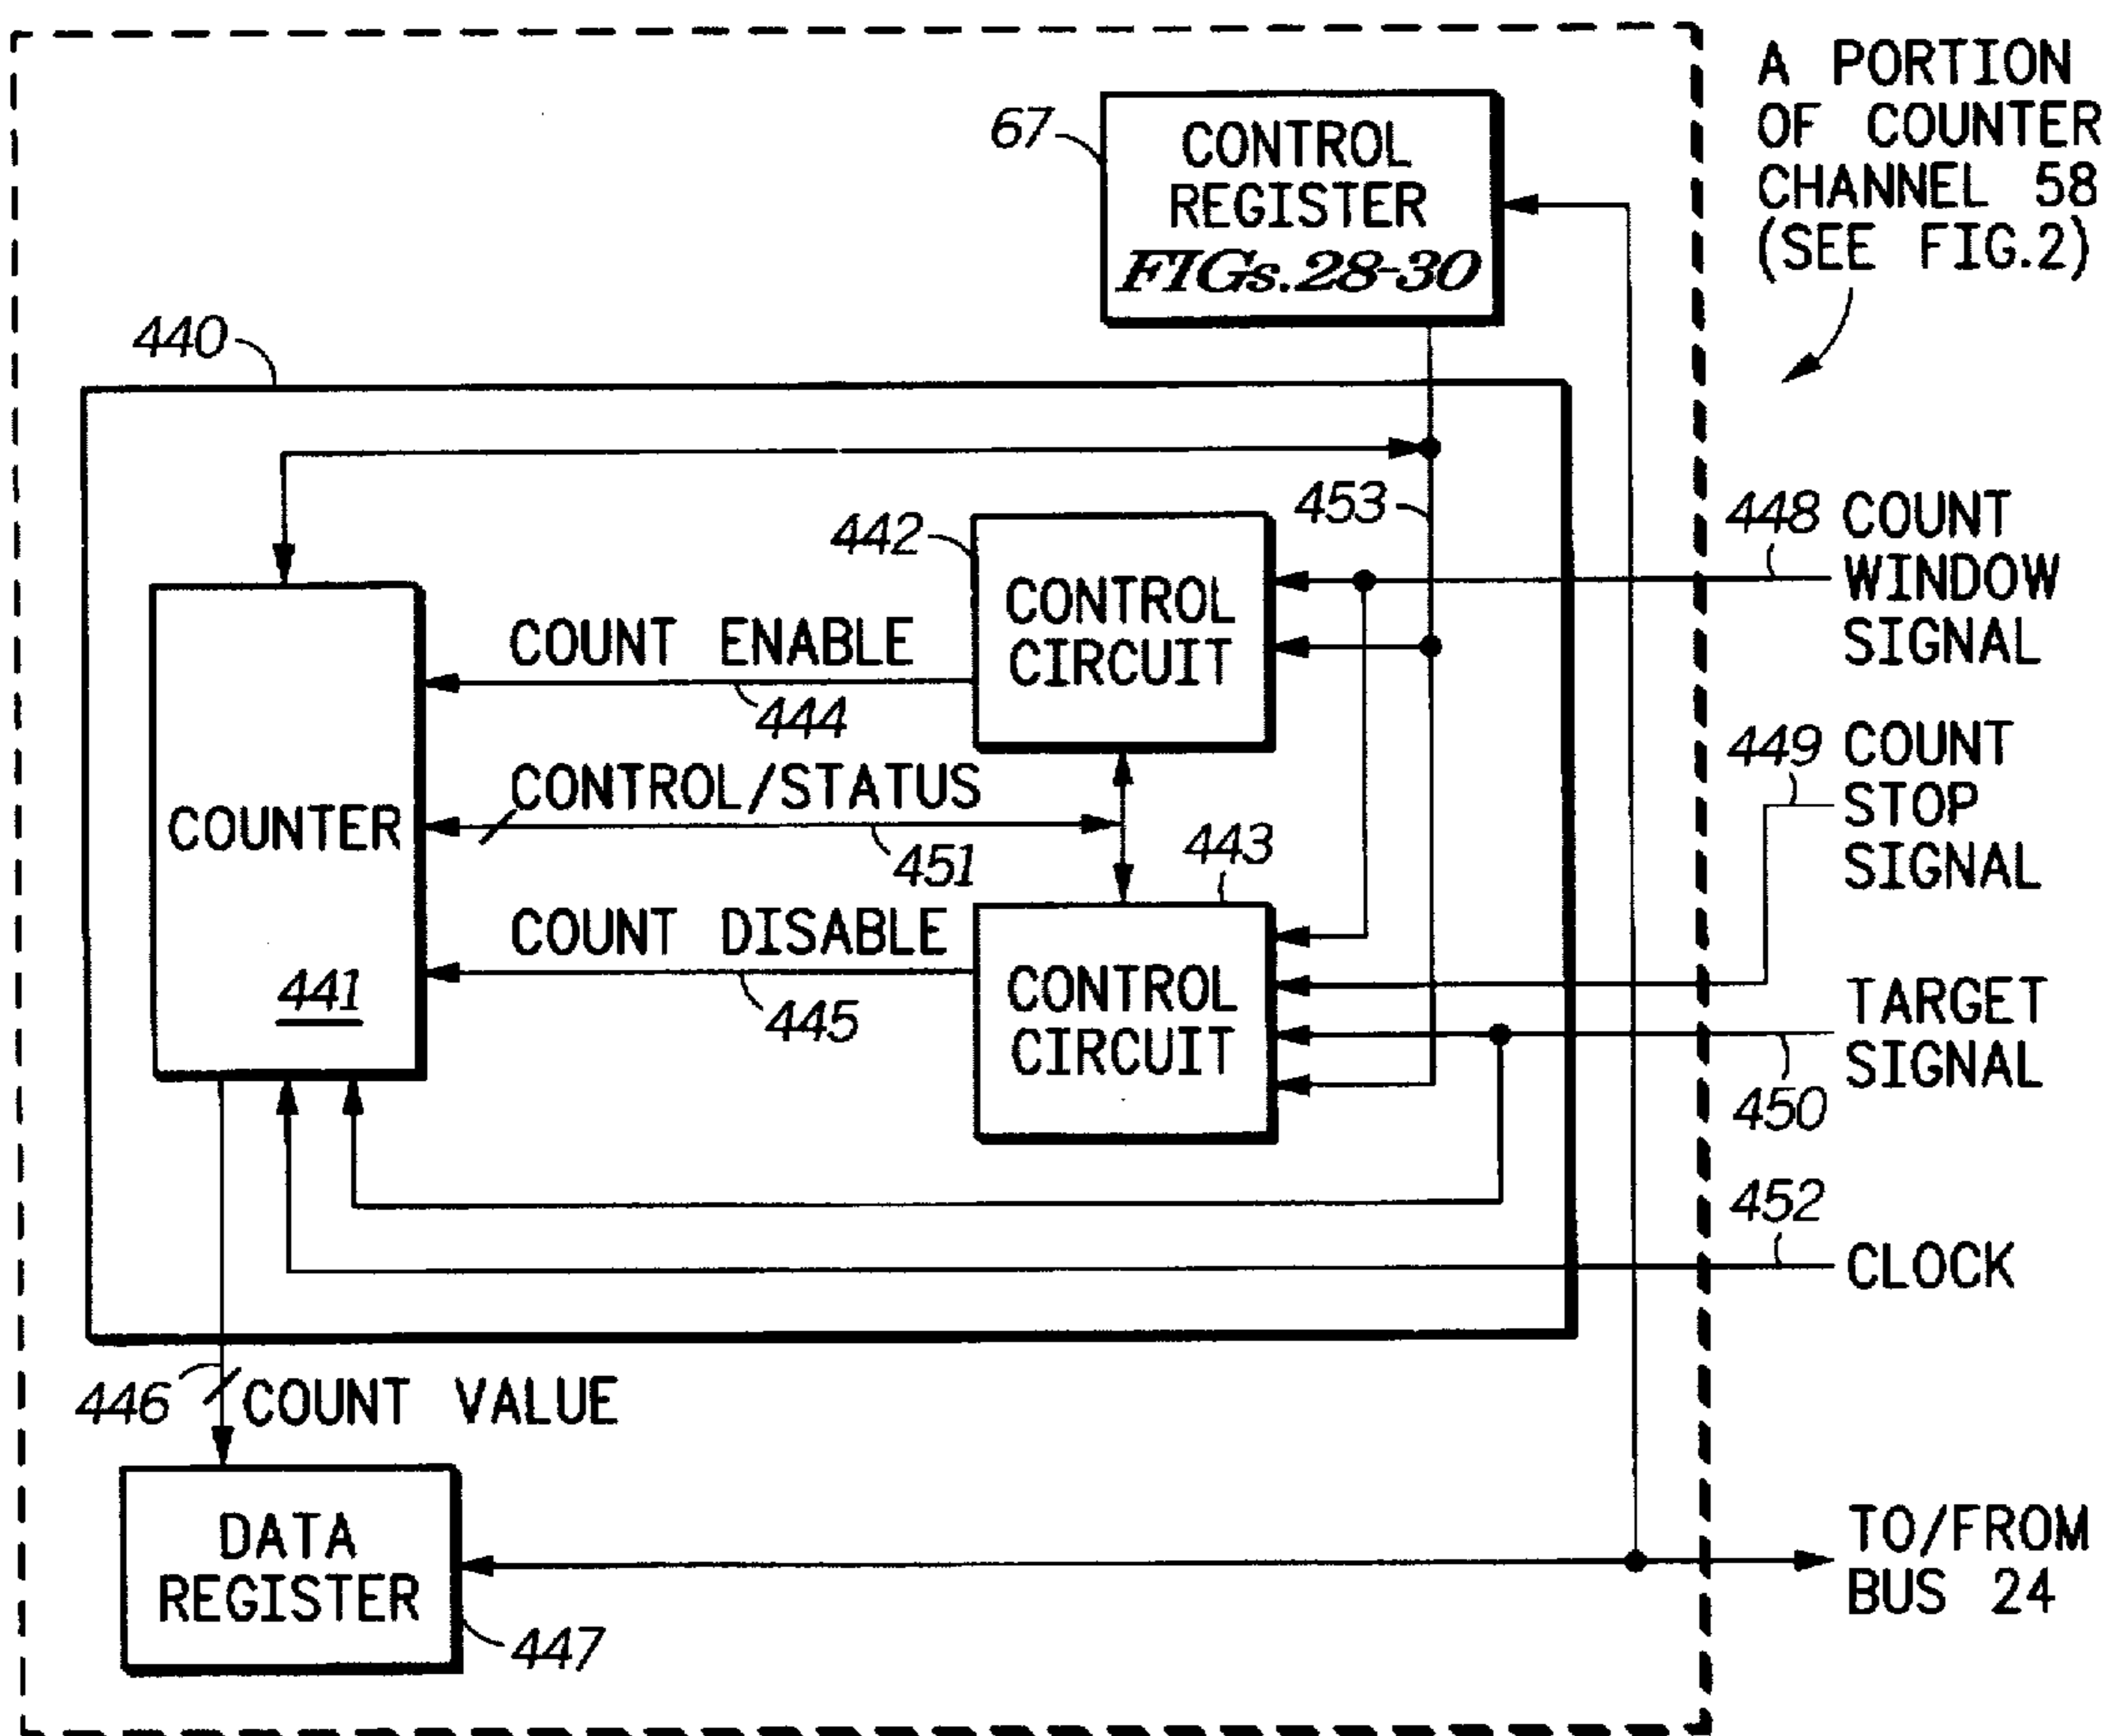 A PORTION
OF COUNTER
CHANNEL 58
(SEE FIG.2)
67
CONTROL
REGISTER
FIGs.28-30
440
453
448
COUNT
WINDOW
SIGNAL
442
CONTROL
CIRCUIT
COUNT ENABLE
444
449
COUNT
STOP
SIGNAL
CONTROL/STATUS
451
COUNTER
441
443
COUNT DISABLE
445
CONTROL
CIRCUIT
TARGET
SIGNAL
450
452
CLOCK
446
COUNT VALUE
DATA
REGISTER
447
TO/FROM
BUS 24